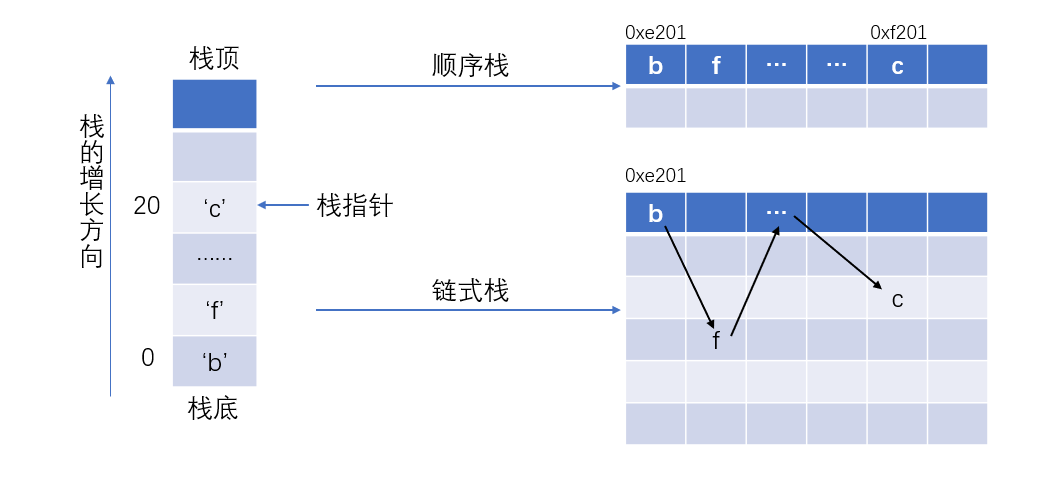 栈顶
栈的增长方向
20
‘c’
栈指针
……
‘f’
0
‘b’
栈底
顺序栈
0xe201
0xf201
b f … … c
链式栈
0xe201
b …
c
f